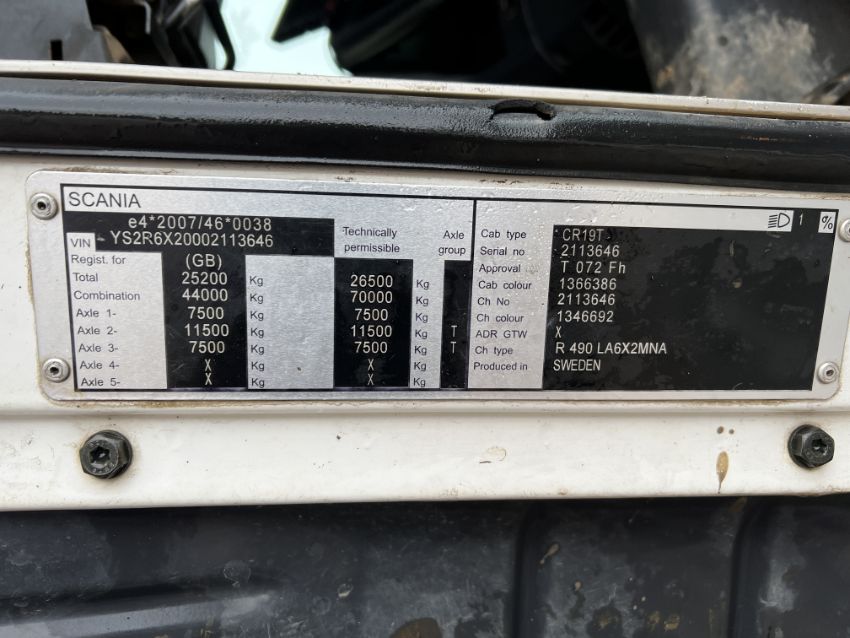 SCANIA
e4*2007/46*0038
VIN YS2R6X20002113646
Technically permissible
Axle group
Regist. for (GB)
Total 25200 Kg 26500 Kg
Combination 44000 Kg 70000 Kg
Axle 1- 7500 Kg 7500 Kg
Axle 2- 11500 Kg 11500 Kg T
Axle 3- 7500 Kg 7500 Kg T
Axle 4- X Kg X Kg
Axle 5- X Kg X Kg
1 %
Cab type CR19T
Serial no 2113646
Approval T 072 Fh
Cab colour 1366386
Ch No 2113646
Ch colour 1346692
ADR GTW X
Ch type R 490 LA6X2MNA
Produced in SWEDEN